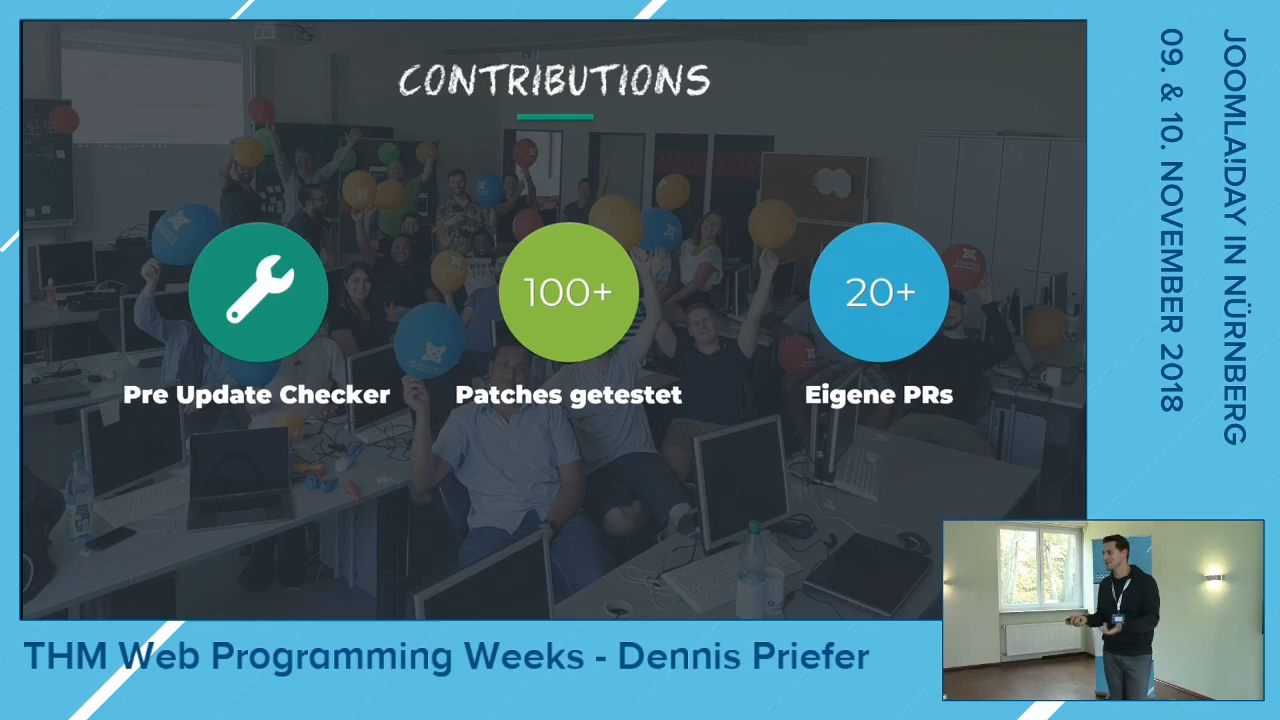 CONTRIBUTIONS
100+
20+
Pre Update Checker
Patches getestet
Eigene PRs
JOOMLA!DAY IN NÜRNBERG
09. & 10. NOVEMBER 2018
THM Web Programming Weeks - Dennis Priefer